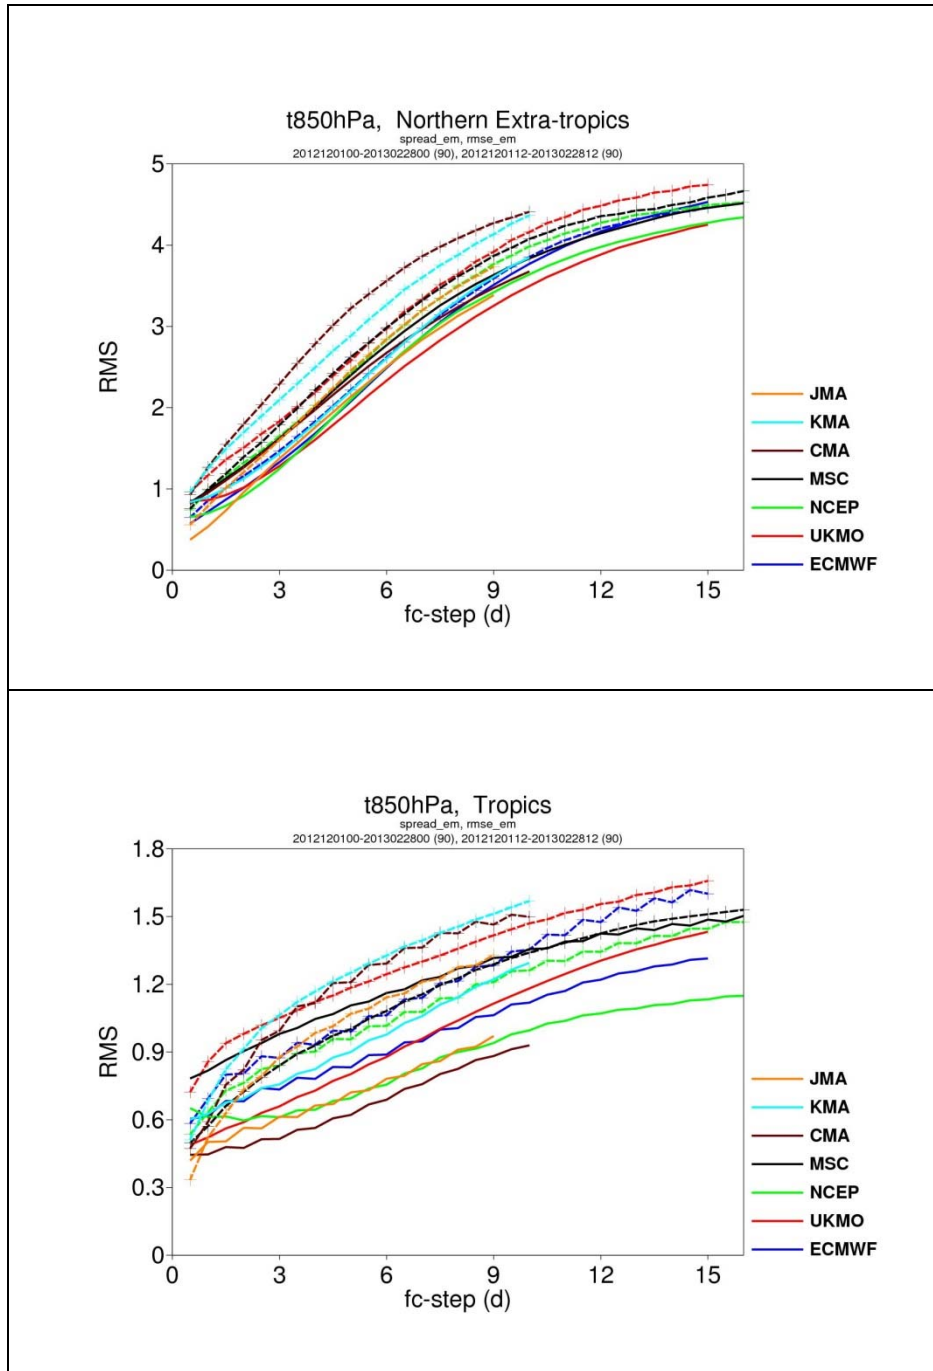 t850hPa, Northern Extra-tropics
spread_em, rmse_em
2012120100-2013022800 (90), 2012120112-2013022812 (90)
5
4
3
2
1
0
RMS
0 3 6 9 12 15
fc-step (d)
JMA
KMA
CMA
MSC
NCEP
UKMO
ECMWF
t850hPa, Tropics
spread_em, rmse_em
2012120100-2013022800 (90), 2012120112-2013022812 (90)
1.8
1.5
1.2
0.9
0.6
0.3
0
RMS
0 3 6 9 12 15
fc-step (d)
JMA
KMA
CMA
MSC
NCEP
UKMO
ECMWF